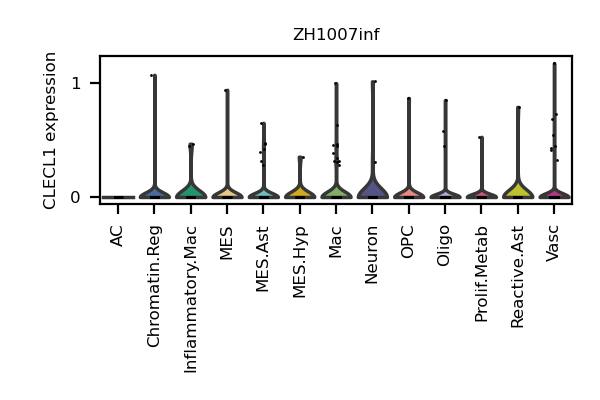 ZH1007inf
CLECL1 expression
1
0
AC
Chromatin.Reg
Inflammatory.Mac
MES
MES.Ast
MES.Hyp
Mac
Neuron
OPC
Oligo
Prolif.Metab
Reactive.Ast
Vasc